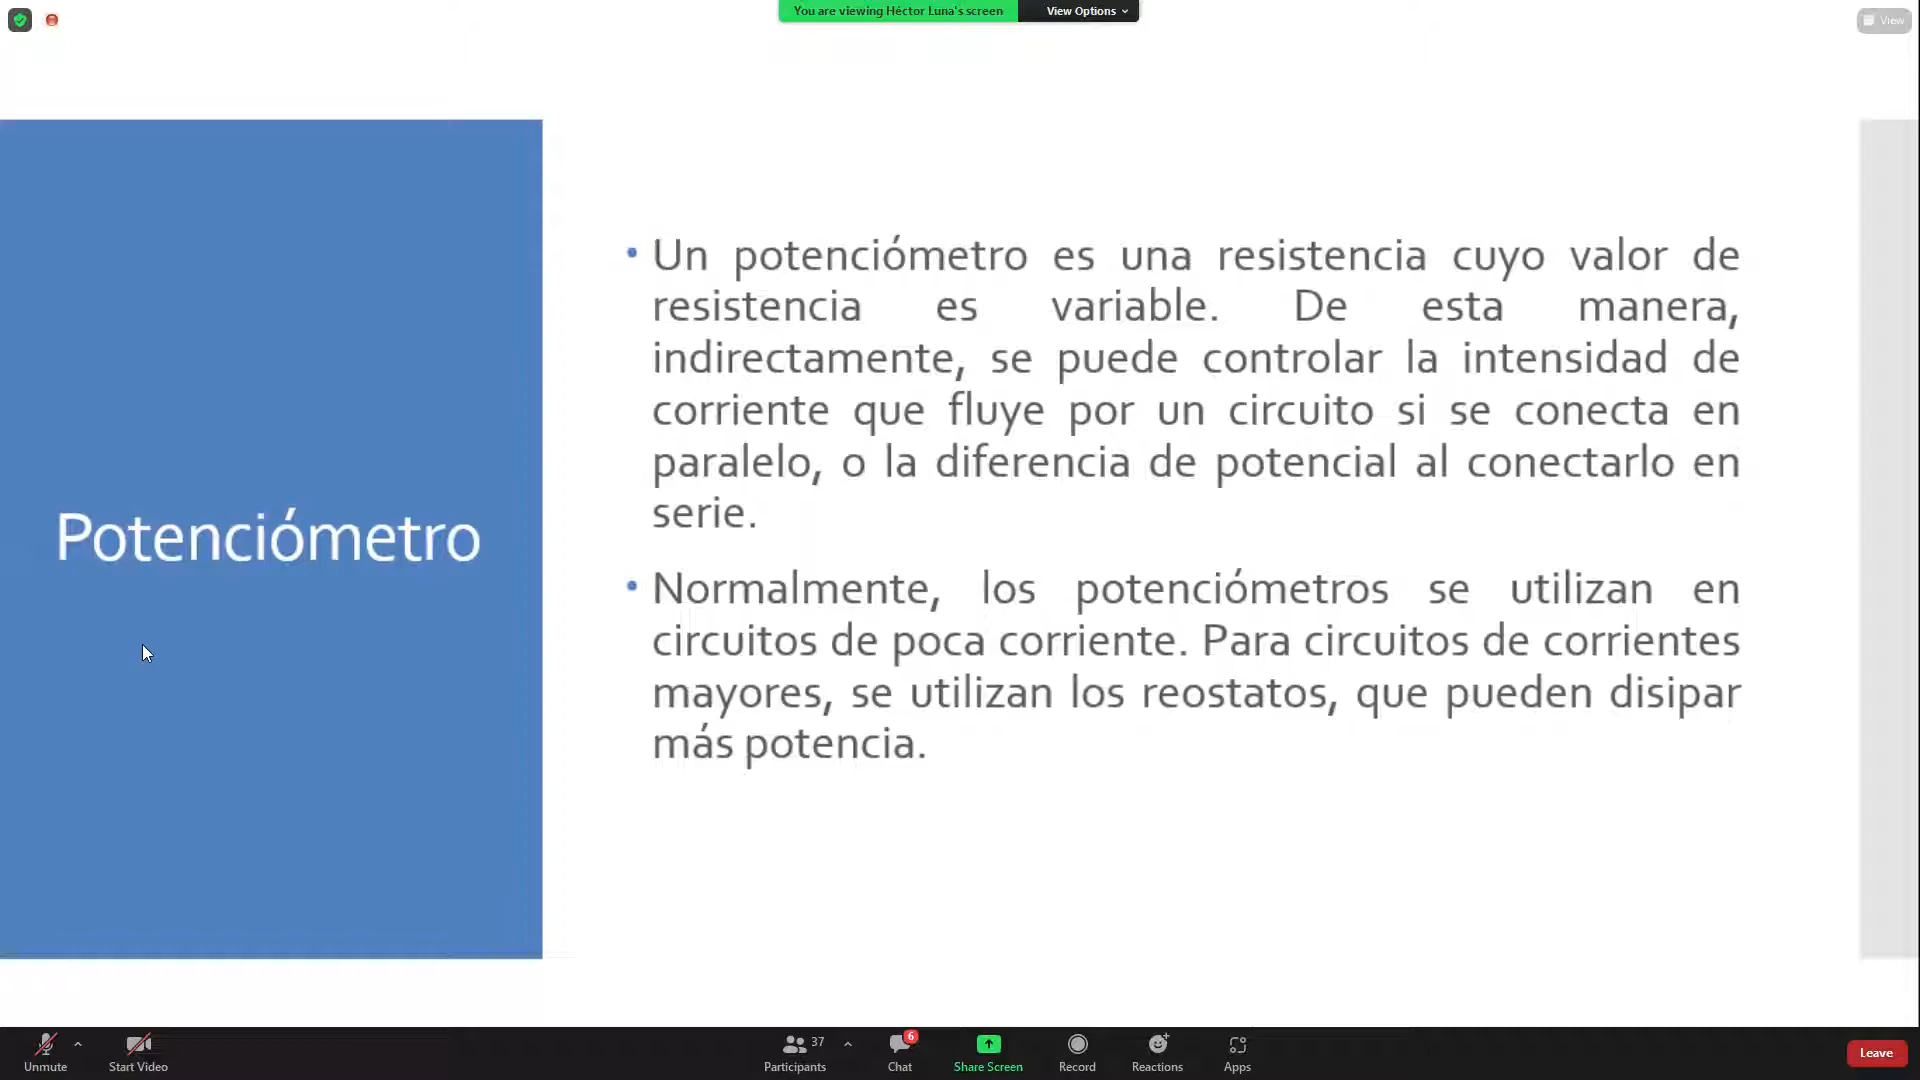 You are viewing Héctor Luna's screen
View Options
View
Potenciómetro
• Un potenciómetro es una resistencia cuyo valor de
resistencia es variable. De esta manera,
indirectamente, se puede controlar la intensidad de
corriente que fluye por un circuito si se conecta en
paralelo, o la diferencia de potencial al conectarlo en
serie.
• Normalmente, los potenciómetros se utilizan en
circuitos de poca corriente. Para circuitos de corrientes
mayores, se utilizan los reostatos, que pueden disipar
más potencia.
Unmute
Start Video
37
Participants
6
Chat
Share Screen
Record
Reactions
Apps
Leave